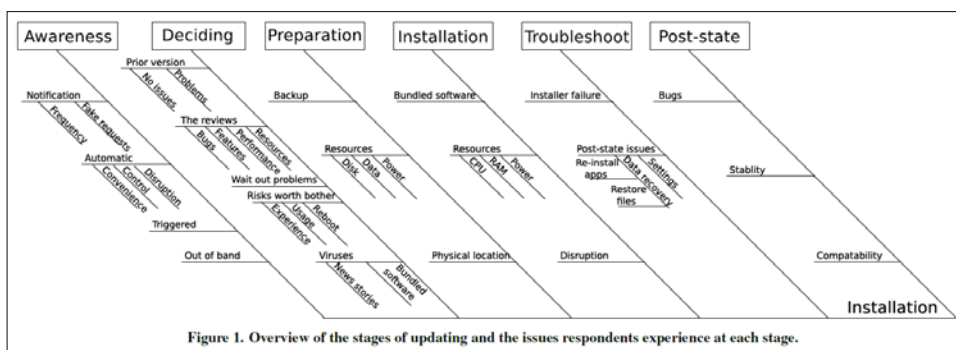 Awareness
Deciding
Preparation
Installation
Troubleshoot
Post-state
Notification
Frequency
Fake requests
Automatic
Convenience
Control
Disruption
Triggered
Out of band
Prior version
No issues
Problems
The reviews
Bugs
Features
Performance
Resources
Wait out problems
Risks worth bother
Experience
Usage
Reboot
Viruses
News stories
Bundled
software
Backup
Resources
Disk
Data
Power
Physical location
Bundled software
Resources
CPU
RAM
Power
Disruption
Installer failure
Post-state issues
Re-install
apps
Restore
files
Data recovery
Settings
Bugs
Stablity
Compatability
Installation
Figure 1. Overview of the stages of updating and the issues respondents experience at each stage.